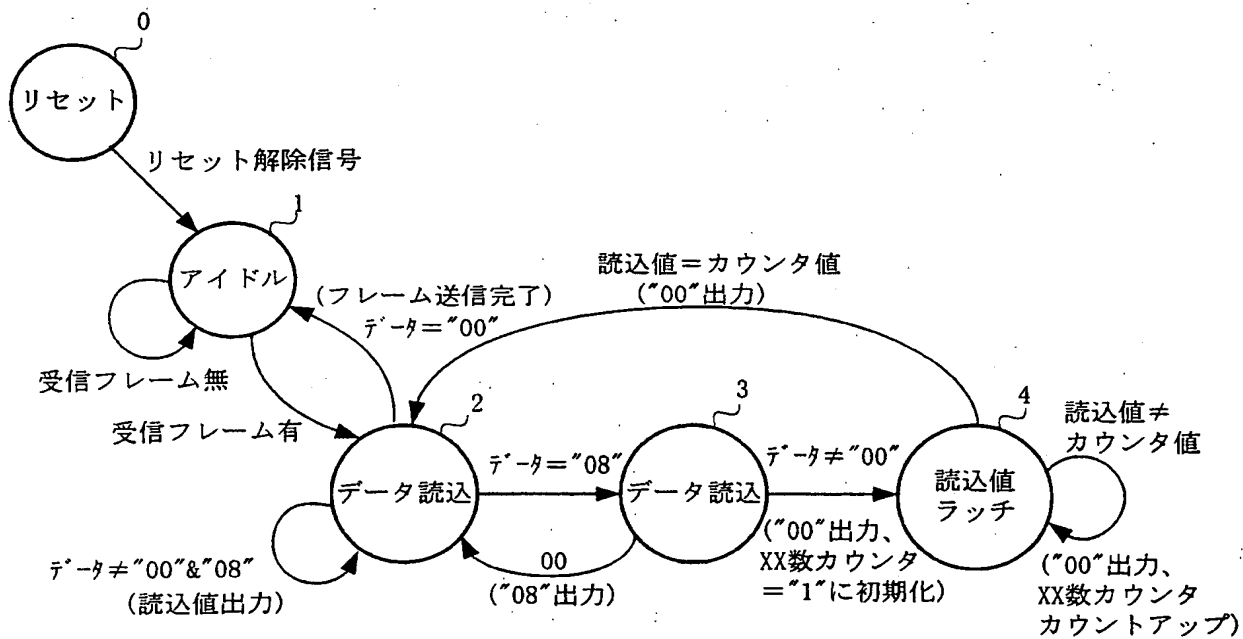 0
リセット
リセット解除信号
1
アイドル
受信フレーム無
受信フレーム有
(フレーム送信完了)
データ="00"
読込値=カウンタ値
("00"出力)
2
データ読込
データ≠"00"&"08"
(読込値出力)
データ="08"
00
("08"出力)
3
データ読込
データ≠"00"
("00"出力、
XX数カウンタ
="1"に初期化)
4
読込値
ラッチ
読込値≠
カウンタ値
("00"出力、
XX数カウンタ
カウントアップ)